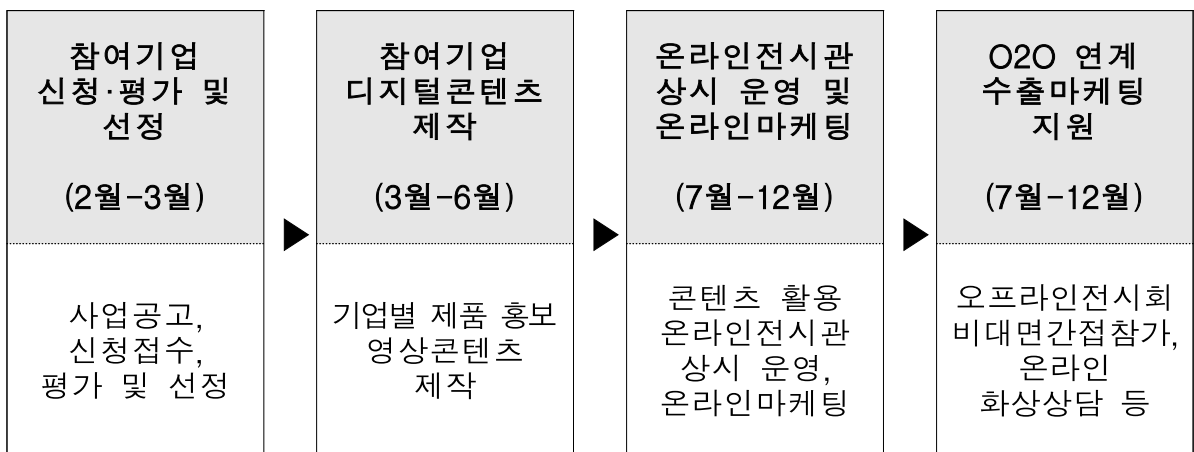 참여기업
신청·평가 및
선정
(2월-3월)
사업공고,
신청접수,
평가 및 선정
참여기업
디지털콘텐츠
제작
(3월-6월)
기업별 제품 홍보
영상콘텐츠
제작
온라인전시관
상시 운영 및
온라인마케팅
(7월-12월)
콘텐츠 활용
온라인전시관
상시 운영,
온라인마케팅
O2O 연계
수출마케팅
지원
(7월-12월)
오프라인전시회
비대면간접참가,
온라인
화상상담 등